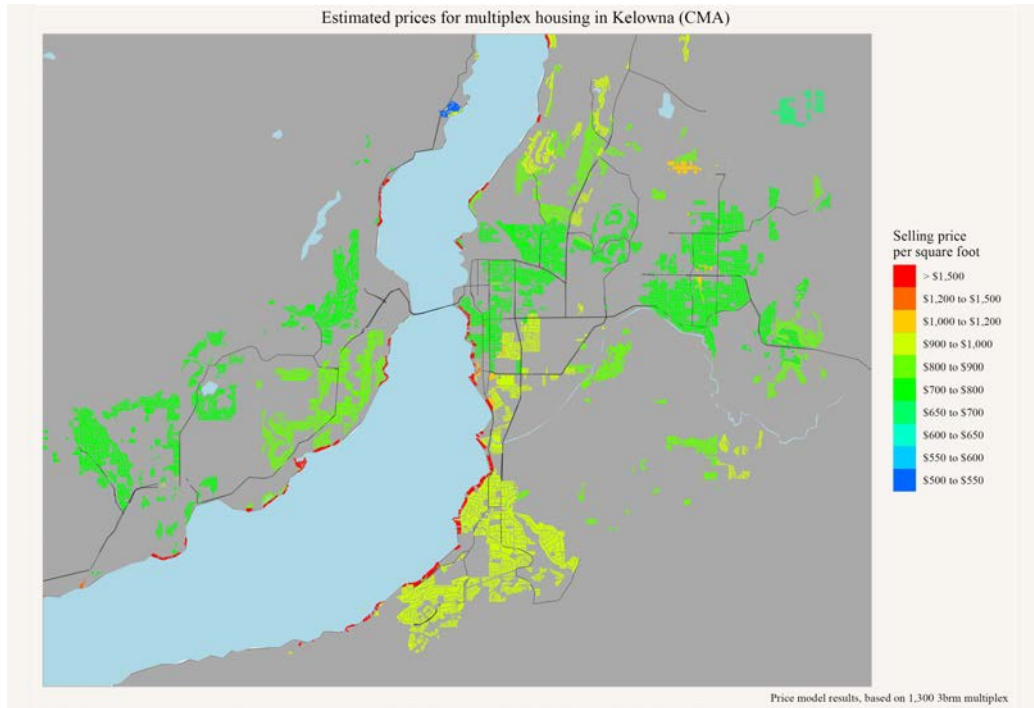 Estimated prices for multiplex housing in Kelowna (CMA)
Selling price
per square foot
> $1,500
$1,200 to $1,500
$1,000 to $1,200
$900 to $1,000
$800 to $900
$700 to $800
$650 to $700
$600 to $650
$550 to $600
$500 to $550
Price model results, based on 1,300 3brm multiplex